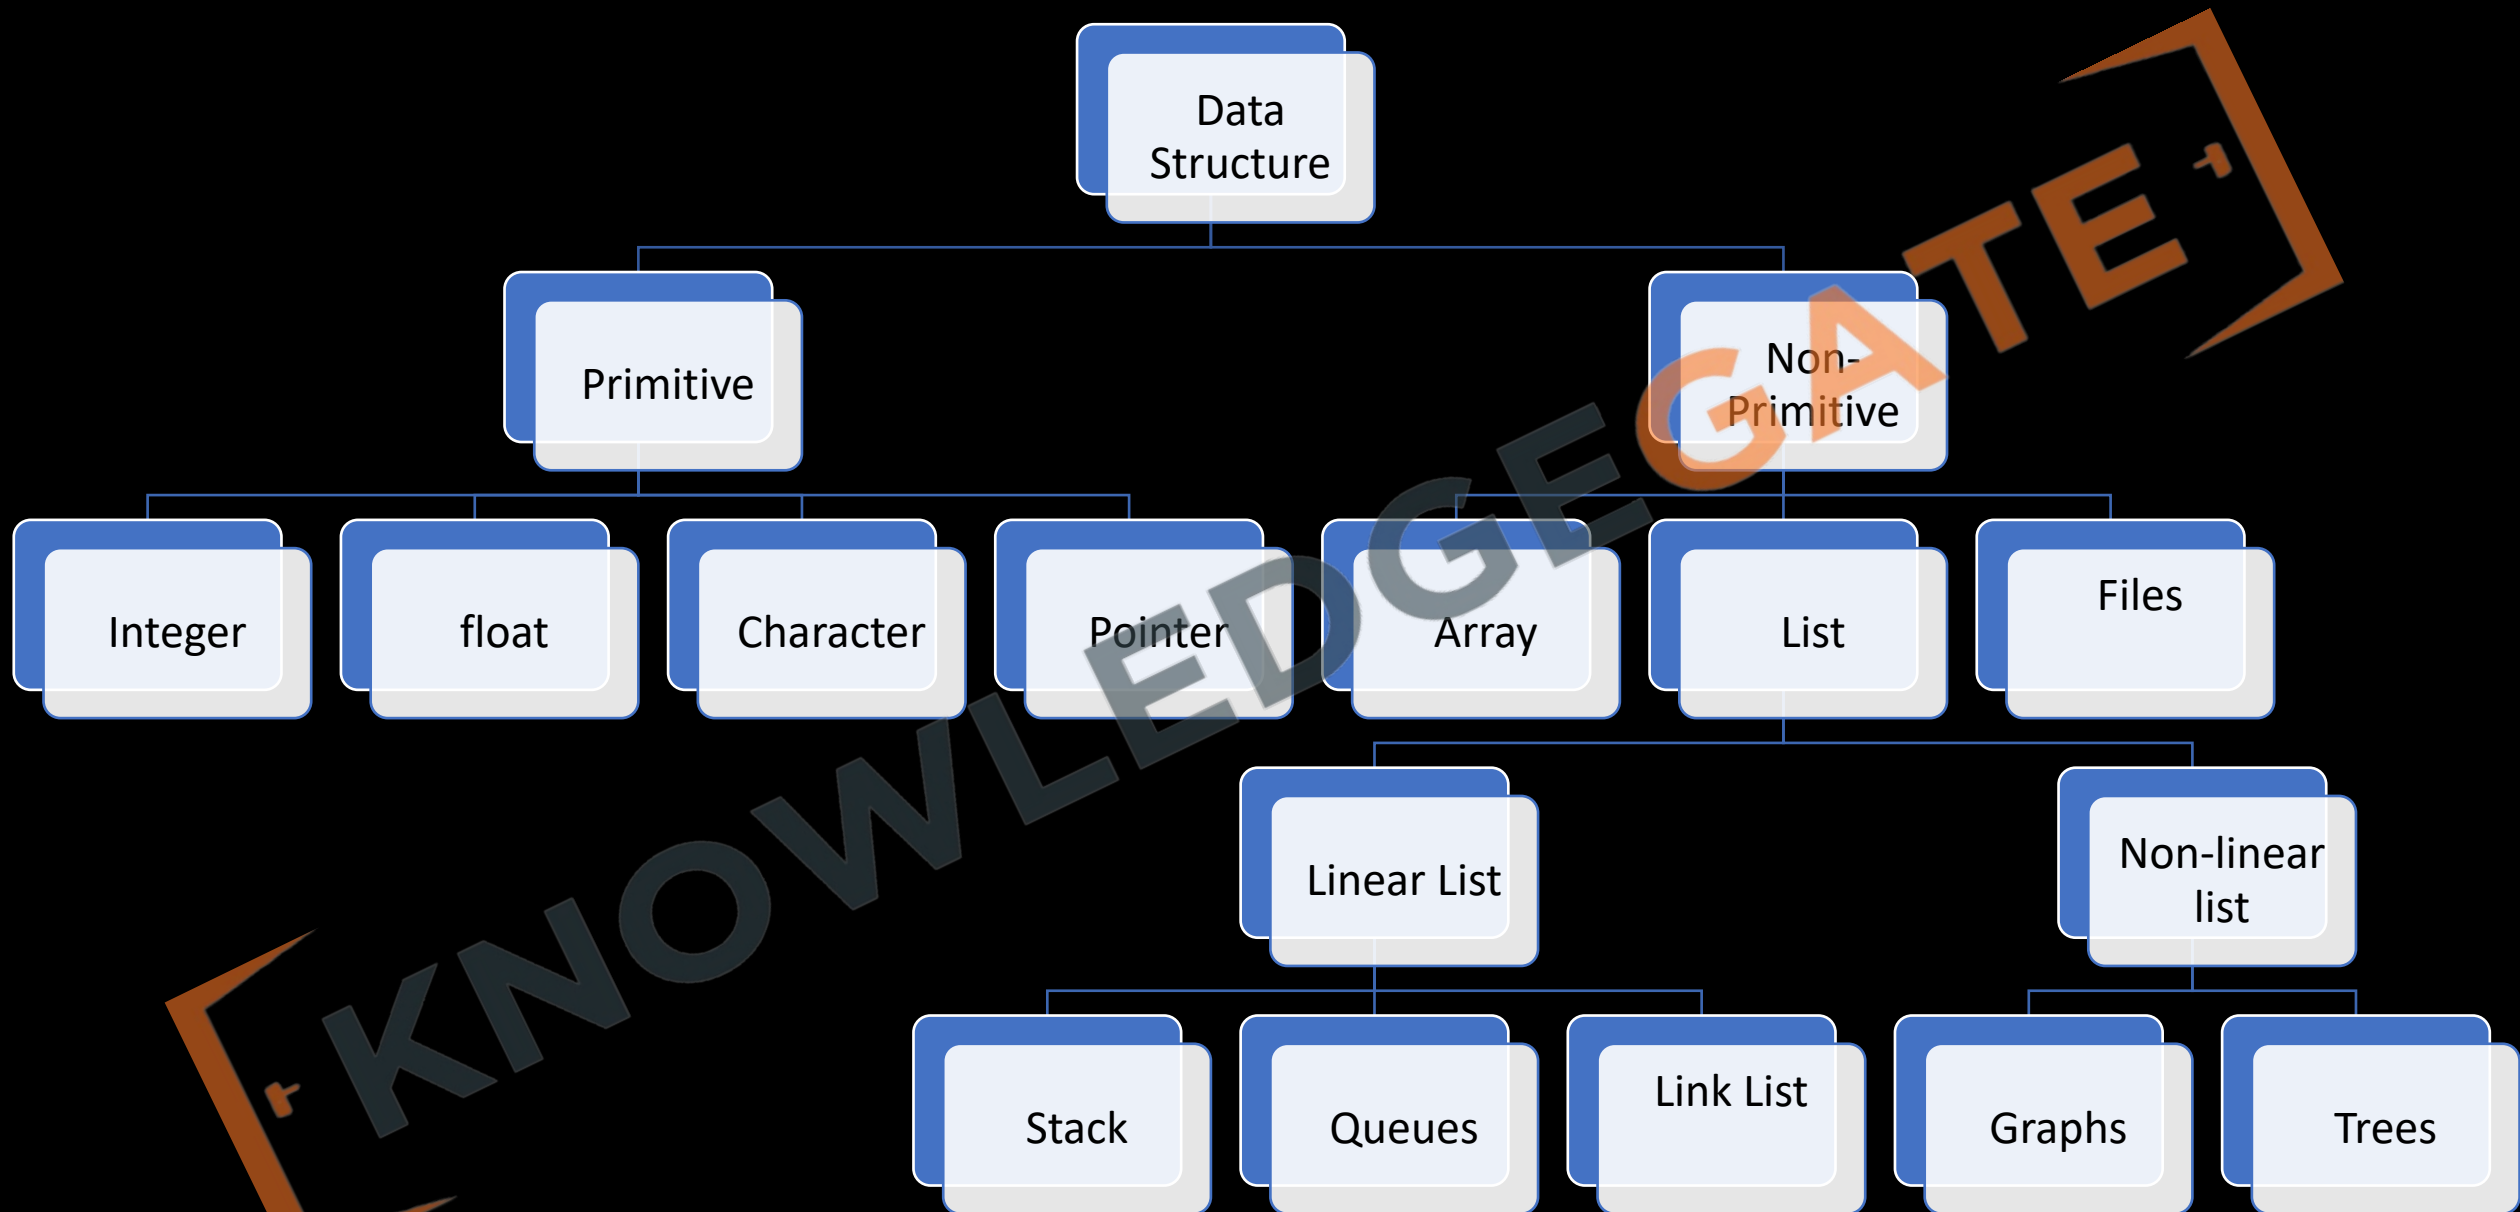 Data
Structure
Primitive
Non-
Primitive
Integer
float
Character
Pointer
Array
List
Files
Linear List
Non-linear
list
Stack
Queues
Link List
Graphs
Trees
KNOWLEDGEGATE